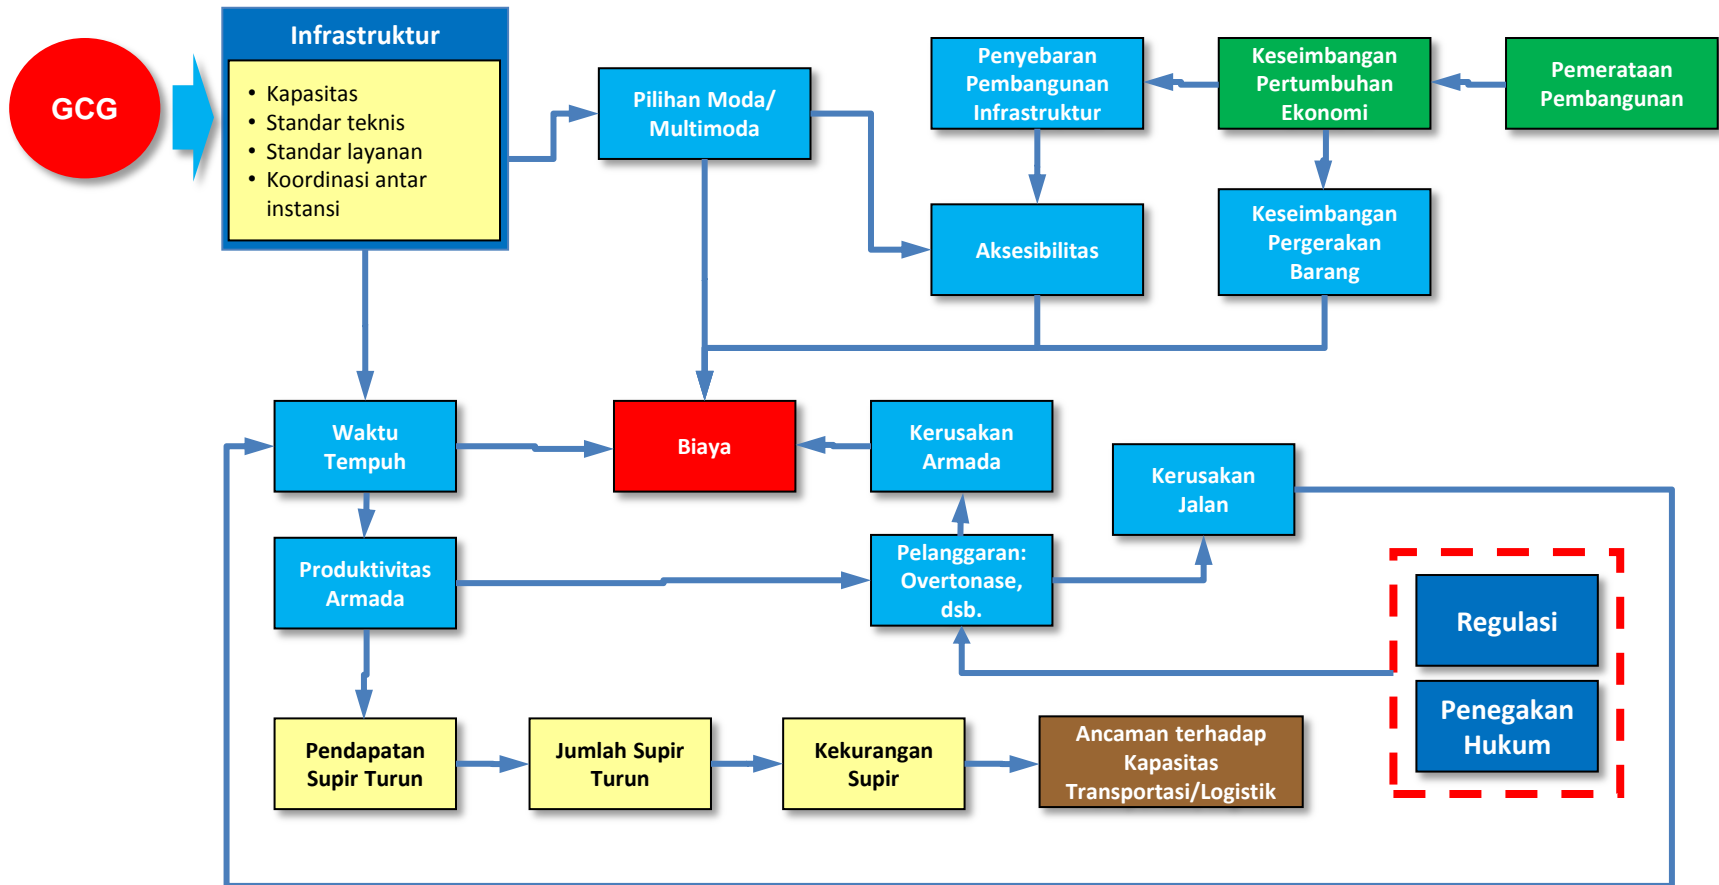 GCG
Infrastruktur
• Kapasitas
• Standar teknis
• Standar layanan
• Koordinasi antar
instansi
Pilihan Moda/
Multimoda
Penyebaran
Pembangunan
Infrastruktur
Keseimbangan
Pertumbuhan
Ekonomi
Pemerataan
Pembangunan
Aksesibilitas
Keseimbangan
Pergerakan
Barang
Waktu
Tempuh
Biaya
Kerusakan
Armada
Kerusakan
Jalan
Produktivitas
Armada
Pelanggaran:
Overtonase,
dsb.
Regulasi
Penegakan
Hukum
Pendapatan
Supir Turun
Jumlah Supir
Turun
Kekurangan
Supir
Ancaman terhadap
Kapasitas
Transportasi/Logistik